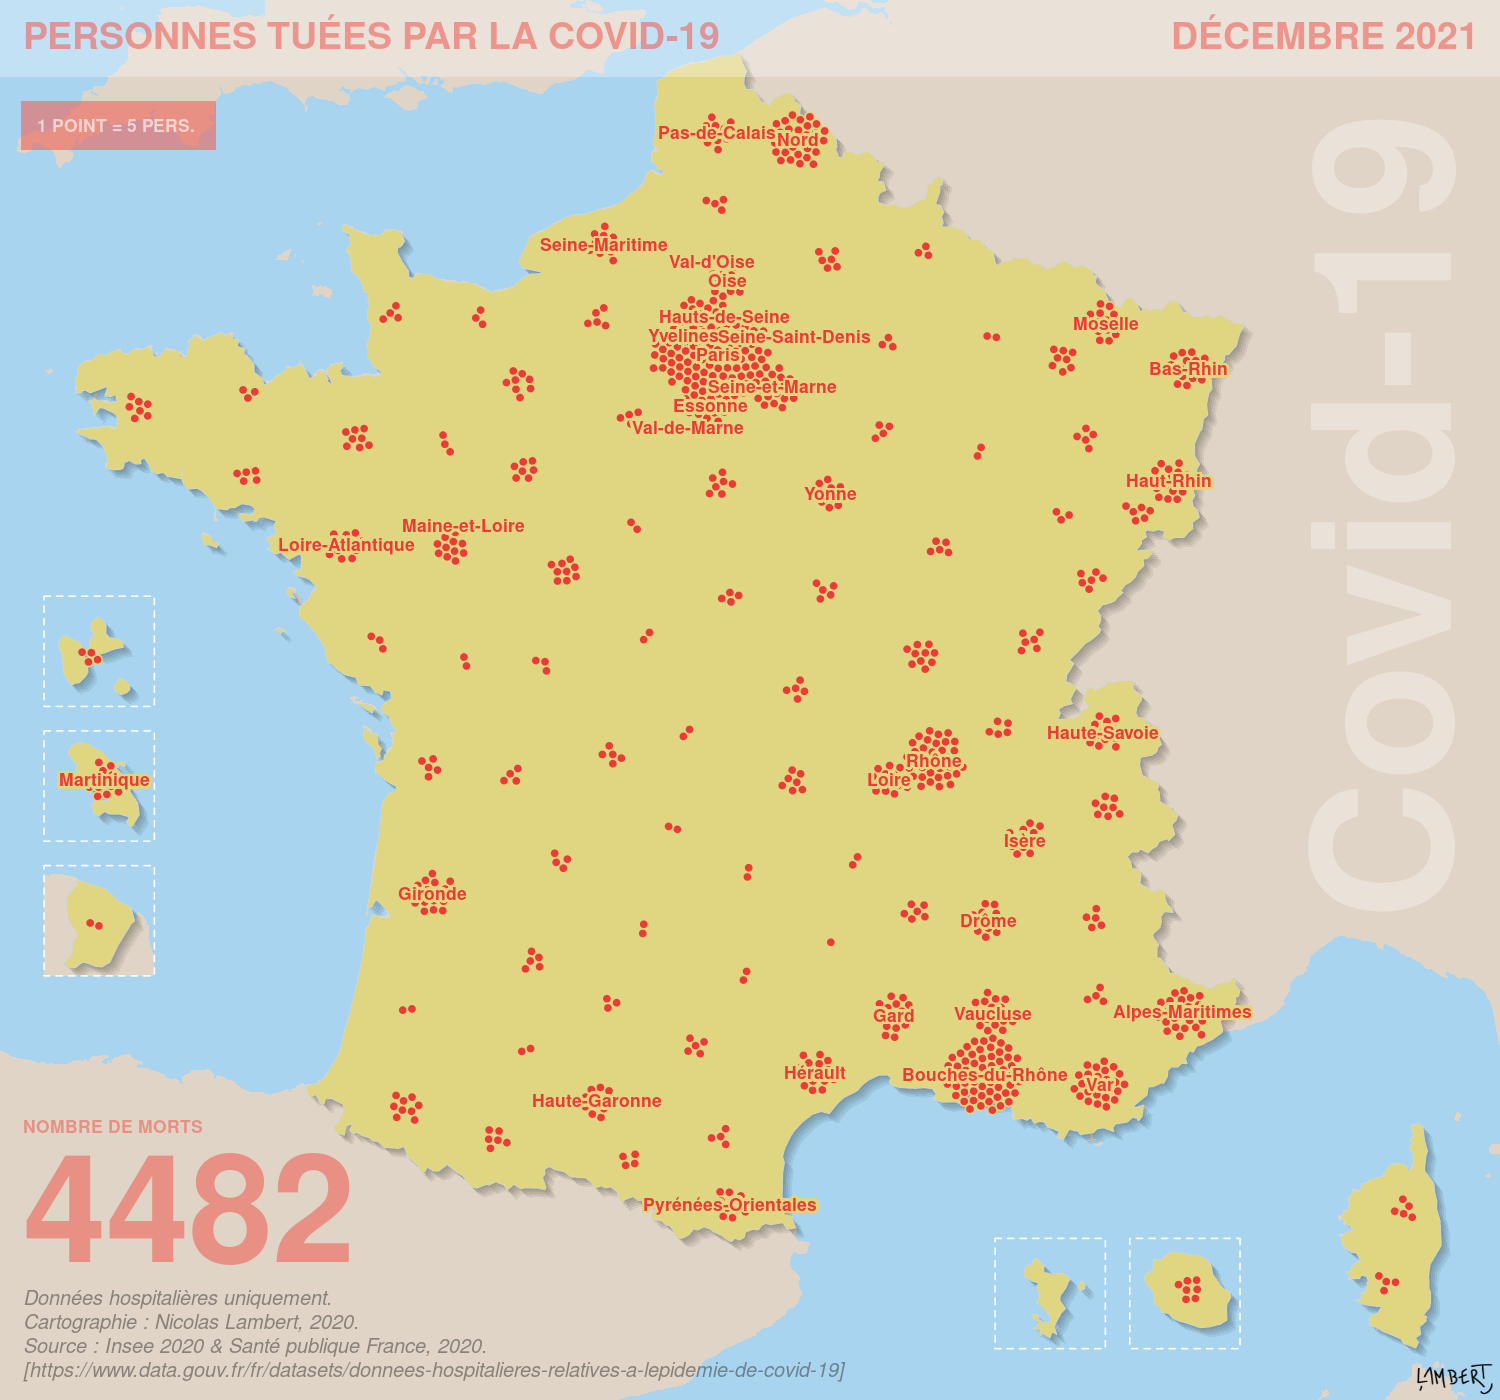 PERSONNES TUÉES PAR LA COVID-19
DÉCEMBRE 2021
1 POINT = 5 PERS.
Covid-19
Pas-de-Calais
Nord
Seine-Maritime
Val-d'Oise
Oise
Hauts-de-Seine
Moselle
Yvelines
Seine-Saint-Denis
Paris
Bas-Rhin
Seine-et-Marne
Essonne
Val-de-Marne
Haut-Rhin
Yonne
Maine-et-Loire
Loire-Atlantique
Haute-Savoie
Rhône
Loire
Martinique
Isère
Gironde
Drôme
Alpes-Maritimes
Vaucluse
Gard
Hérault
Bouches-du-Rhône
Var
Haute-Garonne
Pyrénées-Orientales
NOMBRE DE MORTS
4482
Données hospitalières uniquement.
Cartographie : Nicolas Lambert, 2020.
Source : Insee 2020 & Santé publique France, 2020.
[https://www.data.gouv.fr/fr/datasets/donnees-hospitalieres-relatives-a-lepidemie-de-covid-19]
LAMBERT